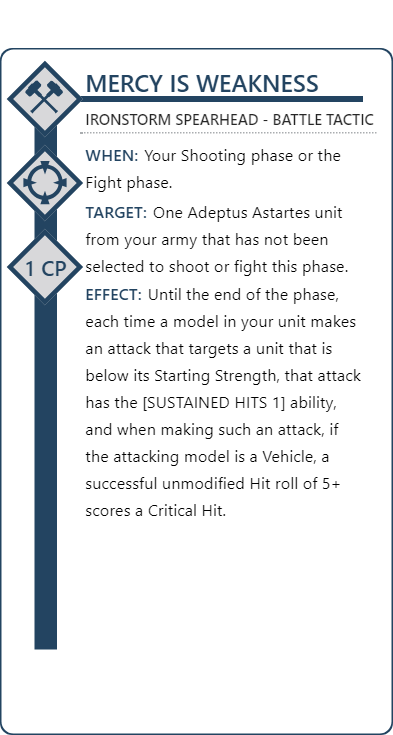 MERCY IS WEAKNESS
IRONSTORM SPEARHEAD - BATTLE TACTIC
WHEN: Your Shooting phase or the
Fight phase.
TARGET: One Adeptus Astartes unit
from your army that has not been
selected to shoot or fight this phase.
1 CP
EFFECT: Until the end of the phase,
each time a model in your unit makes
an attack that targets a unit that is
below its Starting Strength, that attack
has the [SUSTAINED HITS 1] ability,
and when making such an attack, if
the attacking model is a Vehicle, a
successful unmodified Hit roll of 5+
scores a Critical Hit.